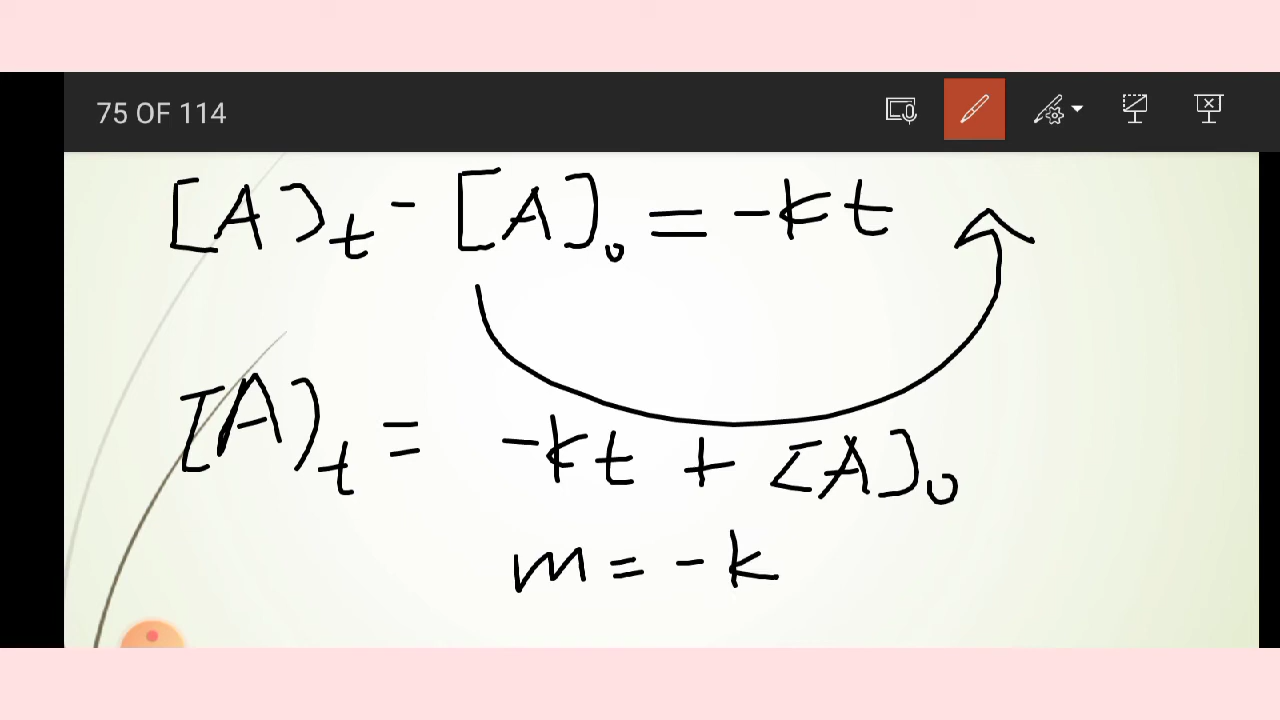 75 OF 114
[A]t - [A]₀ = -kt
[A]t = -kt + [A]₀
m = -k